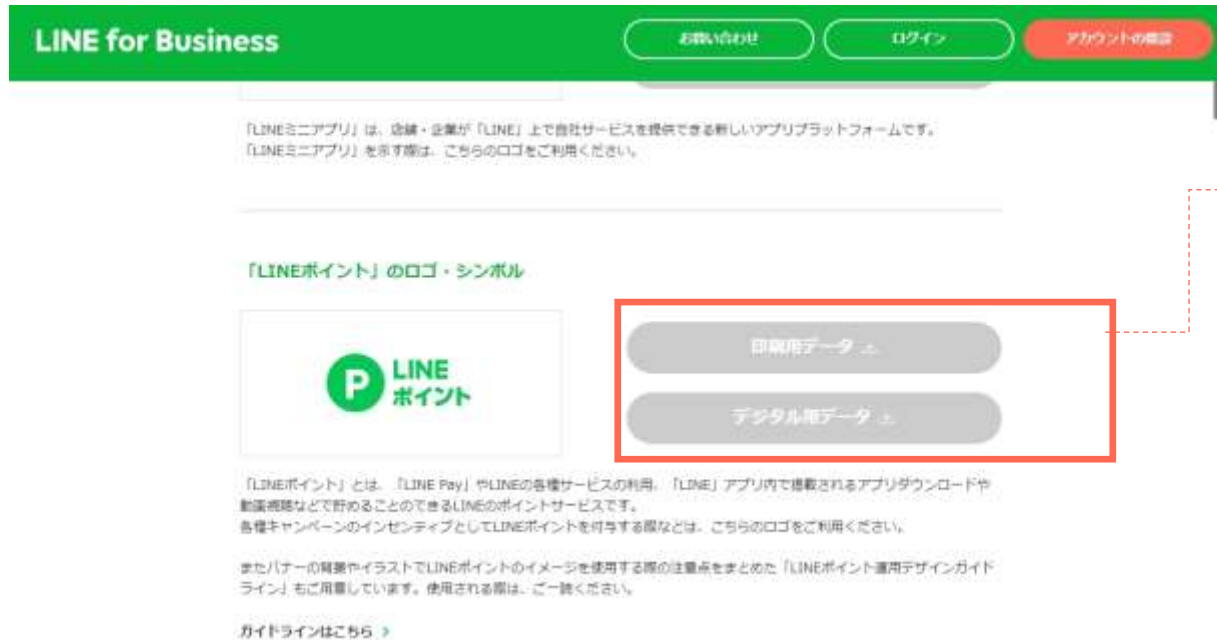 LINE for Business
お問い合わせ
ログイン
アカウントの開設
「LINEミニアプリ」は、店舗・企業が「LINE」上で自社サービスを提供できる新しいアプリプラットフォームです。
「LINEミニアプリ」を示す際は、こちらのロゴをご利用ください。
「LINEポイント」のロゴ・シンボル
P LINE
ポイント
印刷用データ
デジタル用データ
「LINEポイント」とは、「LINE Pay」やLINEの各種サービスの利用、「LINE」アプリ内で掲載されるアプリダウンロードや
動画視聴などで貯めることのできるLINEのポイントサービスです。
各種キャンペーンのインセンティブとしてLINEポイントを付与する際などは、こちらのロゴをご利用ください。
またバナーの背景やイラストでLINEポイントのイメージを使用する際の注意点をまとめた「LINEポイント運用デザインガイド
ライン」もご用意しています。使用される際は、ご一読ください。
ガイドラインはこちら >